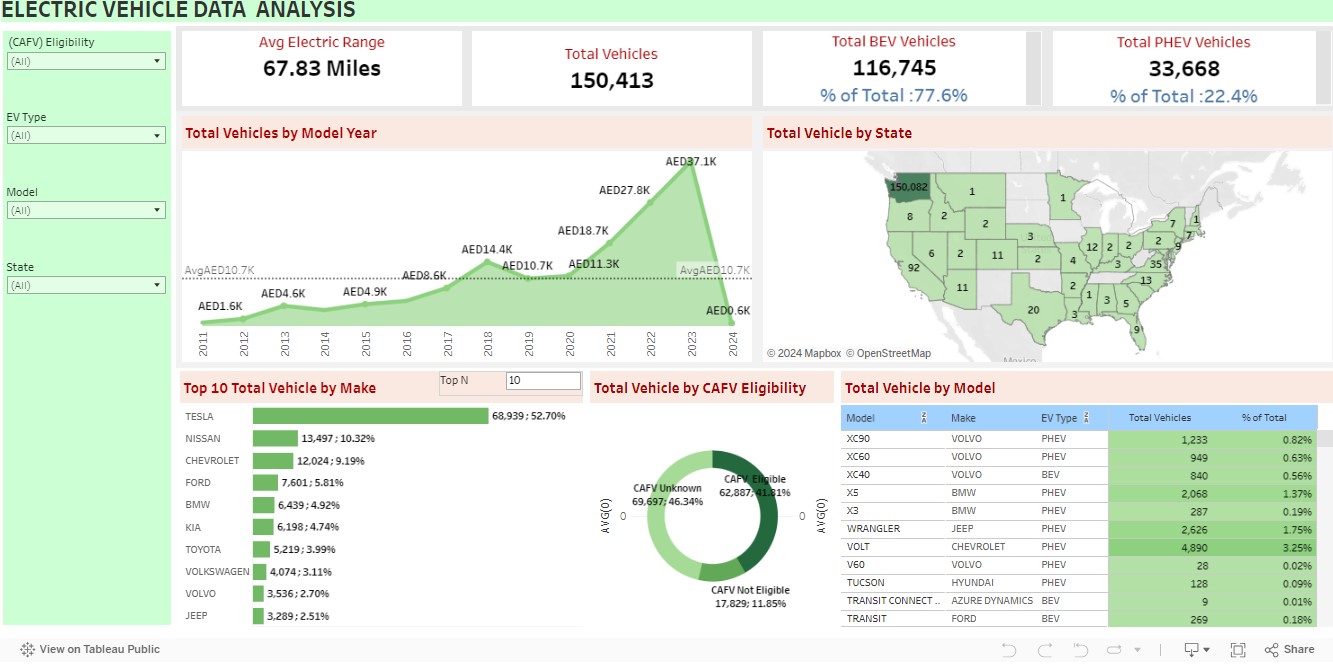 ELECTRIC VEHICLE DATA  ANALYSIS
(CAFV) Eligibility
(All)
EV Type
(All)
Model
(All)
State
(All)
Avg Electric Range
67.83 Miles
Total Vehicles
150,413
Total BEV Vehicles
116,745
% of Total :77.6%
Total PHEV Vehicles
33,668
% of Total :22.4%
Total Vehicles by Model Year
AED37.1K
AED27.8K
AED18.7K
AED14.4K
AED10.7K
AED11.3K
AvgAED10.7K
AvgAED10.7K
AED8.6K
AED4.9K
AED4.6K
AED1.6K
AED0.6K
2011 2012 2013 2014 2015 2016 2017 2018 2019 2020 2021 2022 2023 2024
Total Vehicle by State
150,082
1
1
8
2
2
7
1
3
12
2
2
2
9
7
92
6
2
11
2
4
3
35
11
2
13
20
3
1
3
5
9
Mexico
© 2024 Mapbox © OpenStreetMap
Top 10 Total Vehicle by Make
Top N
10
TESLA 68,939; 52.70%
NISSAN 13,497; 10.32%
CHEVROLET 12,024; 9.19%
FORD 7,601; 5.81%
BMW 6,439; 4.92%
KIA 6,198; 4.74%
TOYOTA 5,219; 3.99%
VOLKSWAGEN 4,074; 3.11%
VOLVO 3,536; 2.70%
JEEP 3,289; 2.51%
Total Vehicle by CAFV Eligibility
CAFV Unknown
69,697; 46.34%
CAFV Eligible
62,887; 41.81%
AVG(0)
0
0
AVG(0)
CAFV Not Eligible
17,829; 11.85%
Total Vehicle by Model
Model Make EV Type Total Vehicles % of Total
XC90 VOLVO PHEV 1,233 0.82%
XC60 VOLVO PHEV 949 0.63%
XC40 VOLVO BEV 840 0.56%
X5 BMW PHEV 2,068 1.37%
X3 BMW PHEV 287 0.19%
WRANGLER JEEP PHEV 2,626 1.75%
VOLT CHEVROLET PHEV 4,890 3.25%
V60 VOLVO PHEV 28 0.02%
TUCSON HYUNDAI PHEV 128 0.09%
TRANSIT CONNECT .. AZURE DYNAMICS BEV 9 0.01%
TRANSIT FORD BEV 269 0.18%
View on Tableau Public
Share